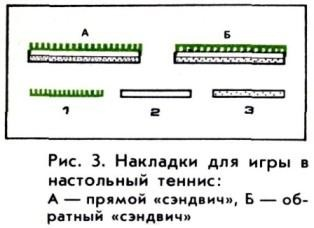 А Б
1 2 3
Рис. 3. Накладки для игры в
настольный теннис:
А — прямой «сэндвич», Б — об-
ратный «сэндвич»